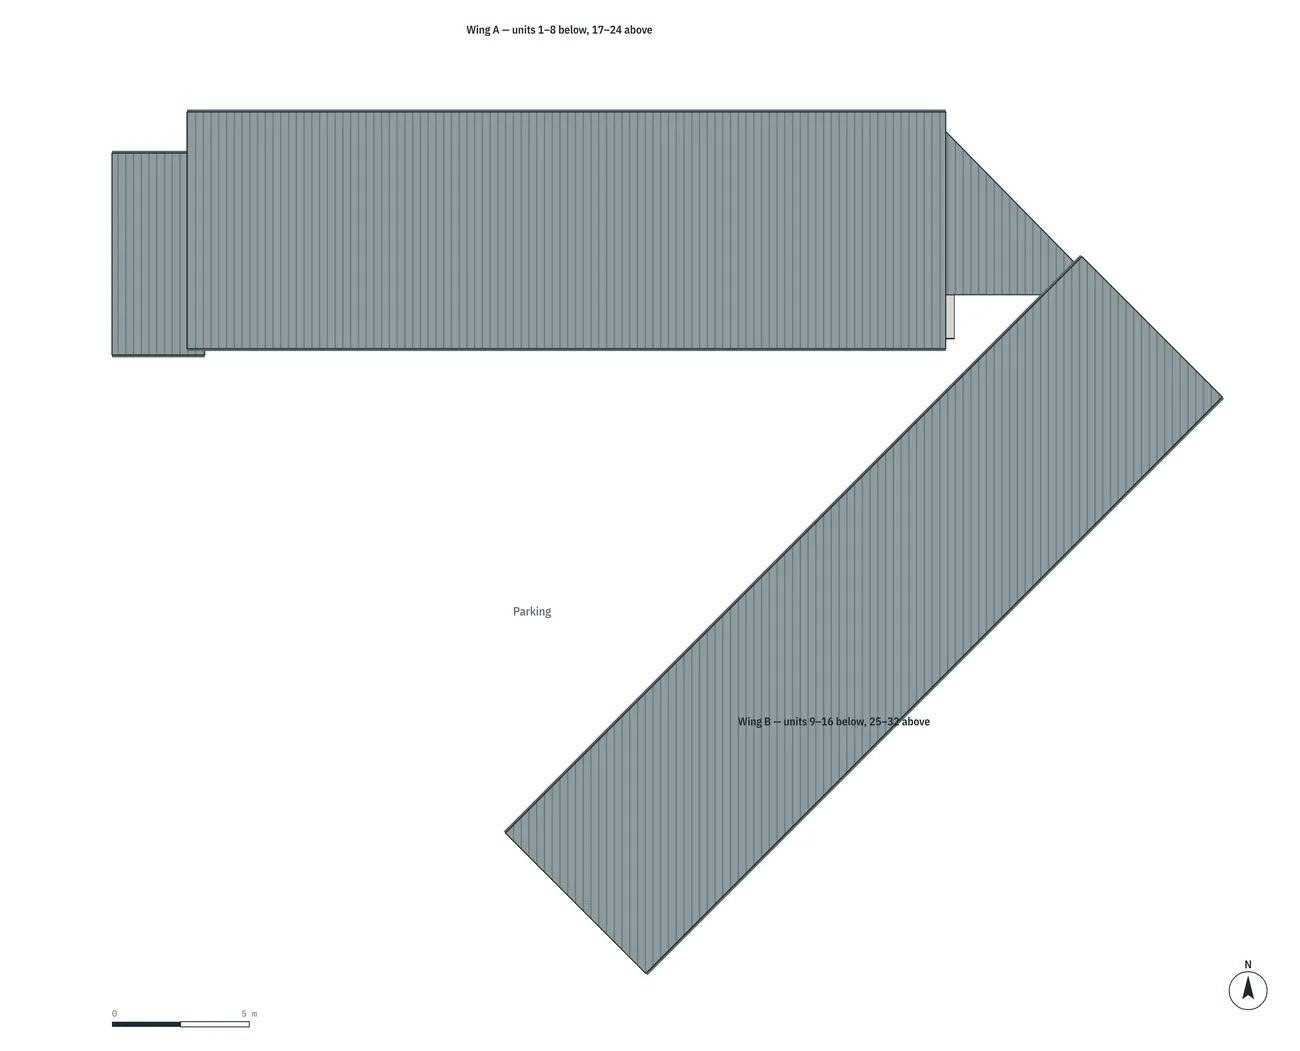 Wing A — units 1–8 below, 17–24 above
Parking
Wing B — units 9–16 below, 25–32 above
N
0 5 m